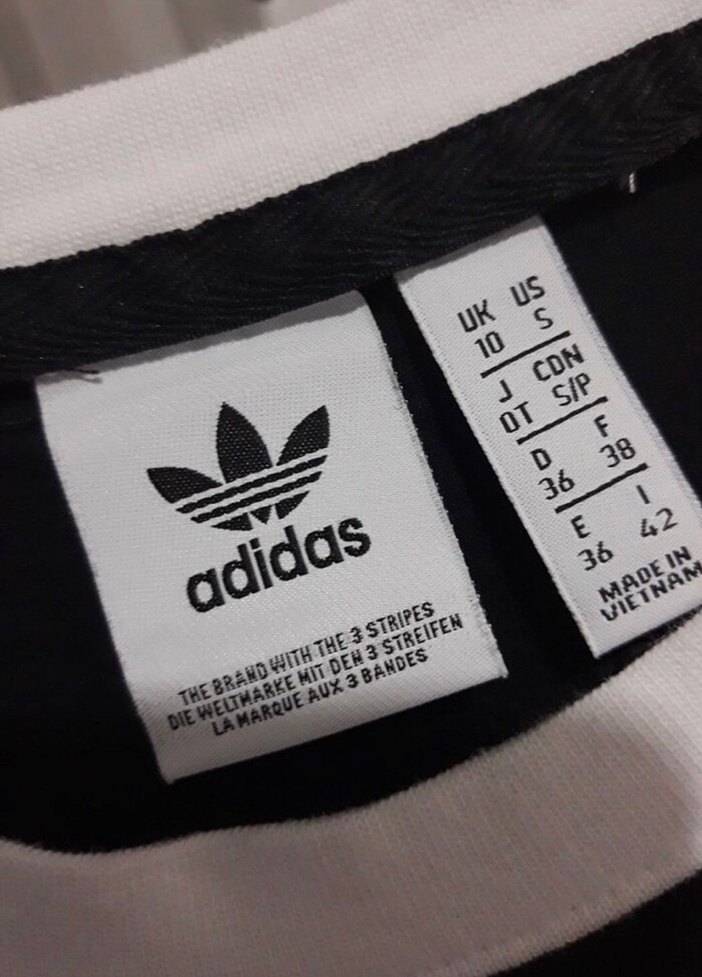 adidas
THE BRAND WITH THE 3 STRIPES
DIE WELTMARKE MIT DEN 3 STREIFEN
LA MARQUE AUX 3 BANDES
UK US
10 S
J CDN
OT S/P
D F
36 38
E I
36 42
MADE IN
VIETNAM